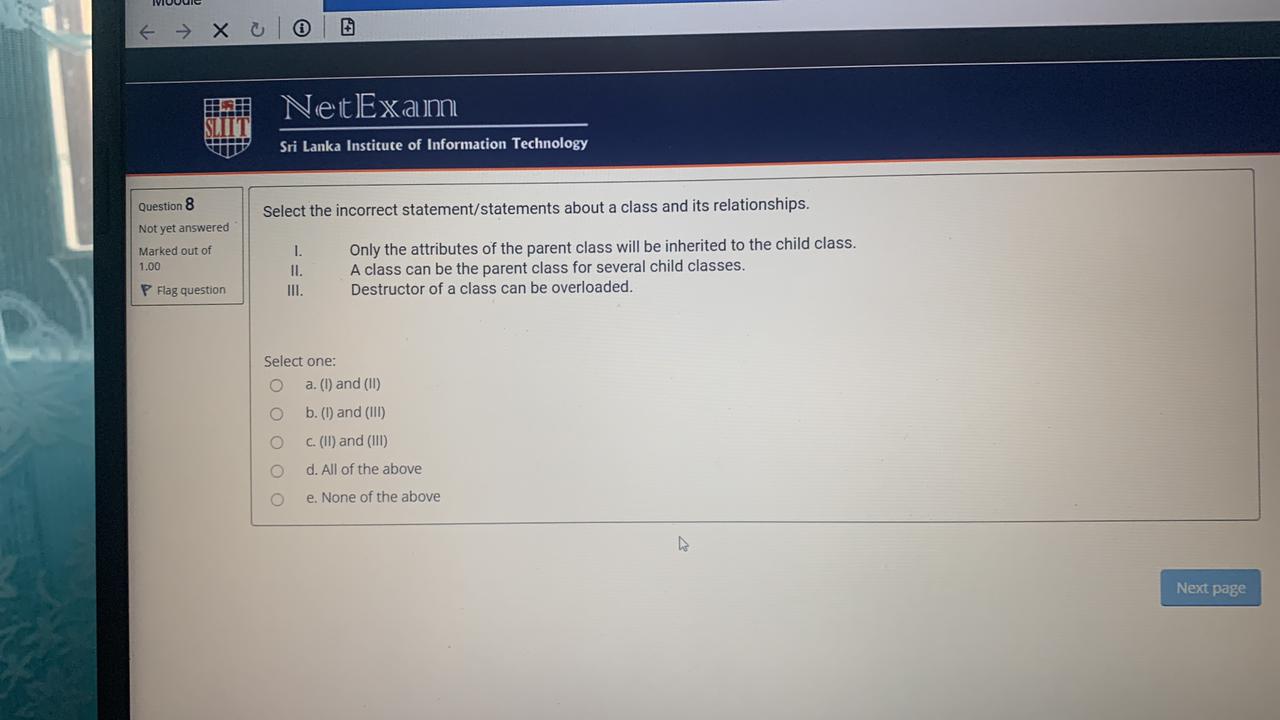 Moodle
SLIIT
NetExam
Sri Lanka Institute of Information Technology
Question 8
Not yet answered
Marked out of
1.00
Flag question
Select the incorrect statement/statements about a class and its relationships.
I. Only the attributes of the parent class will be inherited to the child class.
II. A class can be the parent class for several child classes.
III. Destructor of a class can be overloaded.
Select one:
a. (I) and (II)
b. (I) and (III)
c. (II) and (III)
d. All of the above
e. None of the above
Next page